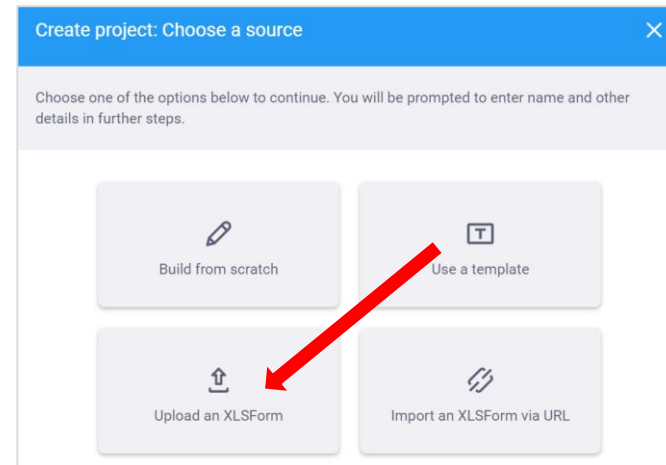 Create project: Choose a source
Choose one of the options below to continue. You will be prompted to enter name and other
details in further steps.
Build from scratch
T
Use a template
Upload an XLSForm
Import an XLSForm via URL